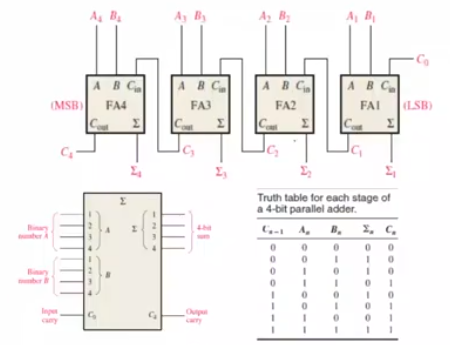 A₄ B₄ A₃ B₃ A₂ B₂ A₁ B₁
C₀
A B Cin A B Cin A B Cin A B Cin
(MSB) FA4 FA3 FA2 FA1 (LSB)
Cout Σ Cout Σ Cout Σ Cout Σ
C₄ C₃ C₂ C₁
Σ₄ Σ₃ Σ₂ Σ₁
Σ
Binary number A
1
2
3
4
A
Σ
1
2
3
4
4-bit sum
Binary number B
1
2
3
4
B
Input carry
C₀
C₄
Output carry
Truth table for each stage of
a 4-bit parallel adder.
Cₙ₋₁ Aₙ Bₙ Σₙ Cₙ
0 0 0 0 0
0 0 1 1 0
0 1 0 1 0
0 1 1 0 1
1 0 0 1 0
1 0 1 0 1
1 1 0 0 1
1 1 1 1 1